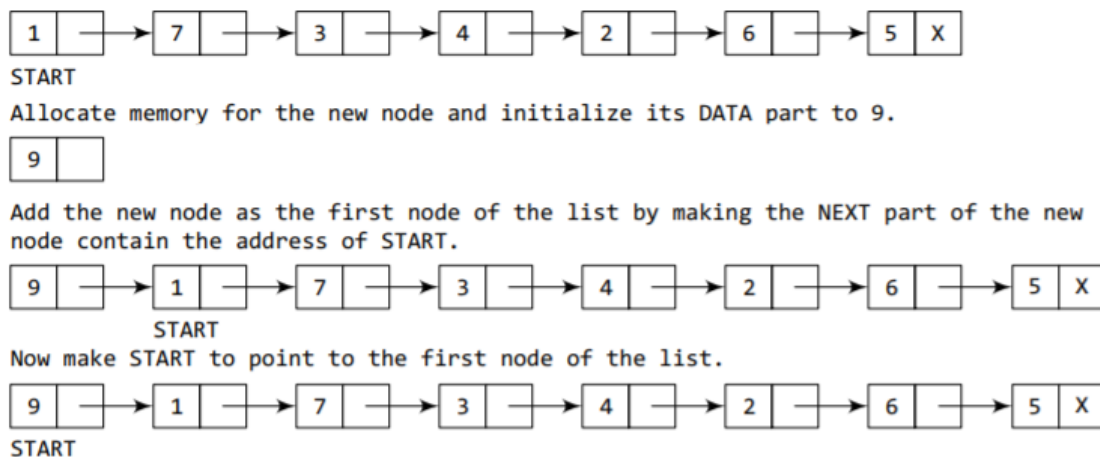 1 7 3 4 2 6 5 X
START
Allocate memory for the new node and initialize its DATA part to 9.
9
Add the new node as the first node of the list by making the NEXT part of the new
node contain the address of START.
9 1 7 3 4 2 6 5 X
START
Now make START to point to the first node of the list.
9 1 7 3 4 2 6 5 X
START